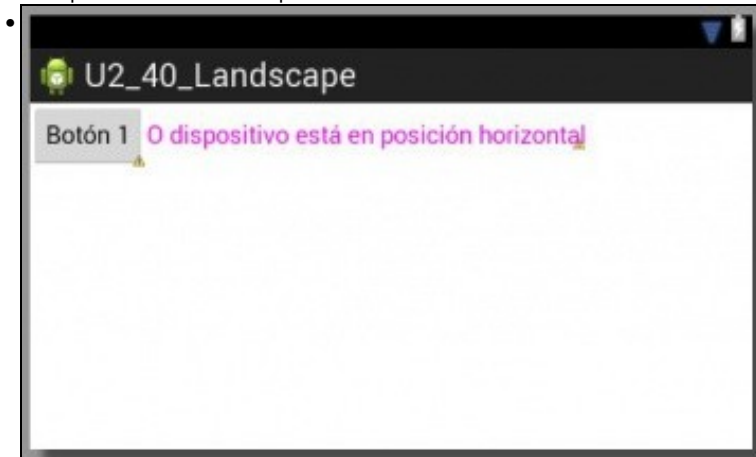 U2_40_Landscape
Botón 1 O dispositivo está en posición horizontal